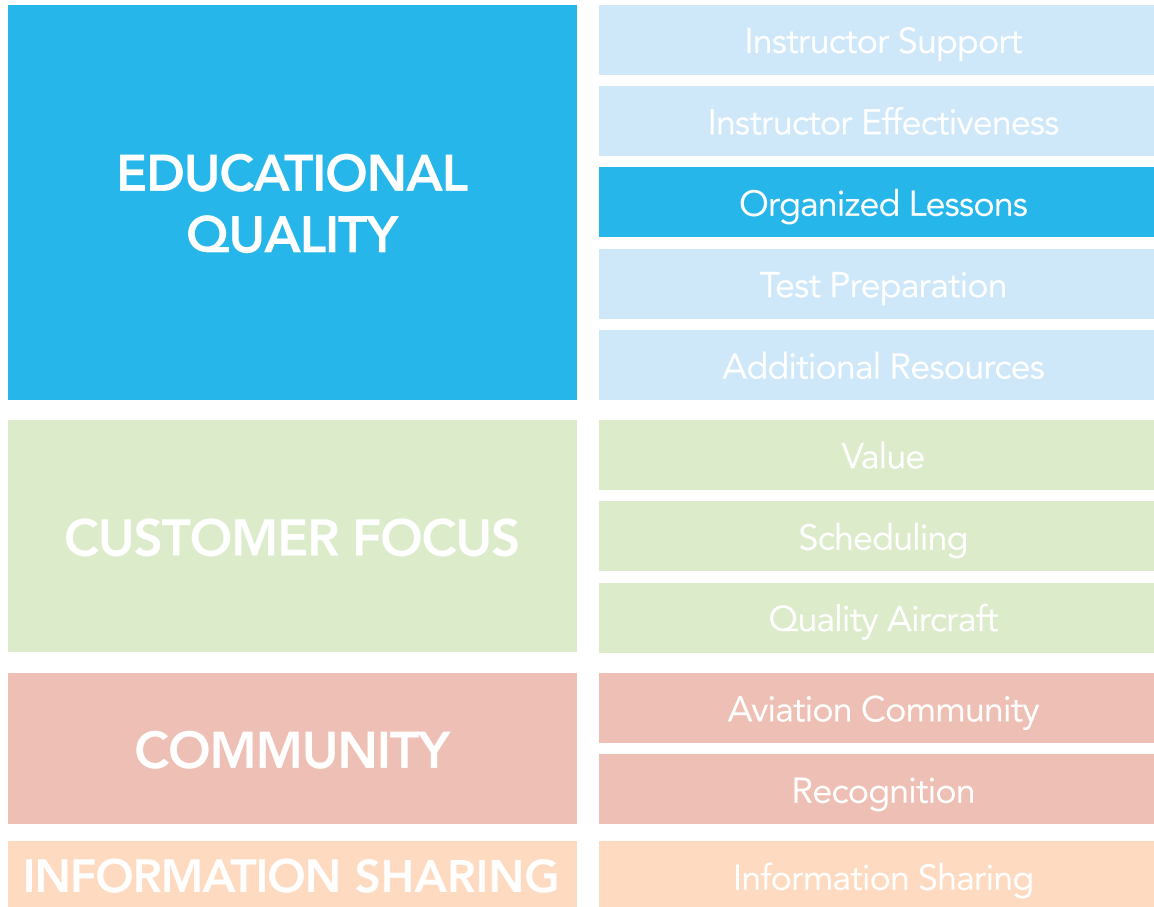 EDUCATIONAL
QUALITY
Instructor Support
Instructor Effectiveness
Organized Lessons
Test Preparation
Additional Resources
CUSTOMER FOCUS
Value
Scheduling
Quality Aircraft
COMMUNITY
Aviation Community
Recognition
INFORMATION SHARING
Information Sharing